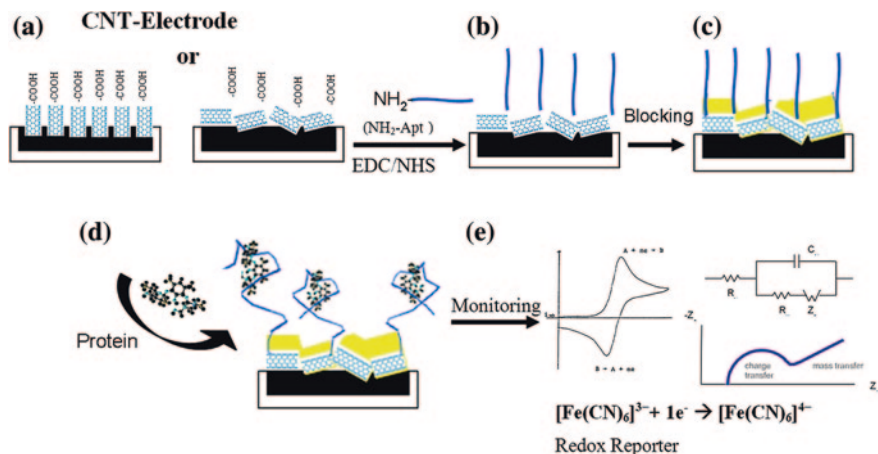 (a)
CNT-Electrode
or
-COOH
-COOH
-COOH
-COOH
-COOH
-COOH
-COOH
-COOH
-COOH
-COOH
NH₂
(NH₂-Apt )
EDC/NHS
(b)
Blocking
(c)
(d)
Protein
Monitoring
(e)
A + ne = B
B = A + ne
C
R
R
Z
-Z
charge
transfer
mass transfer
Z
[Fe(CN)₆]³⁻+ 1e⁻ → [Fe(CN)₆]⁴⁻
Redox Reporter